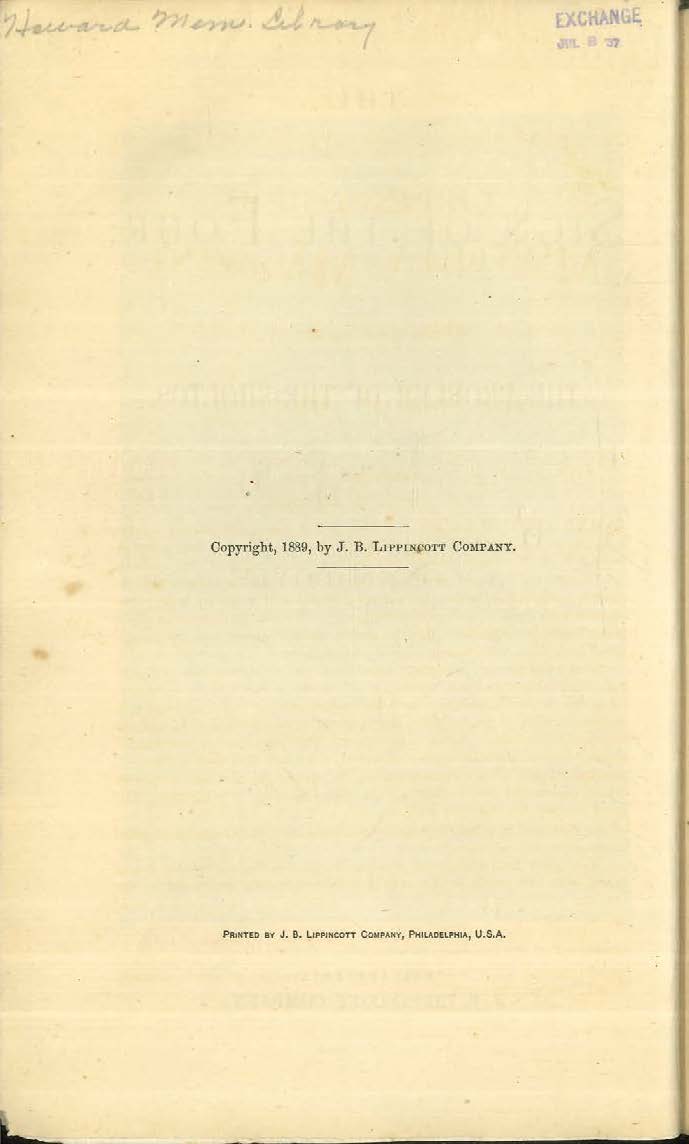 Howard Mem. Library
EXCHANGE
JUL 8 '37
Copyright, 1889, by J. B. LIPPINCOTT COMPANY.
PRINTED BY J. B. LIPPINCOTT COMPANY, PHILADELPHIA, U.S.A.